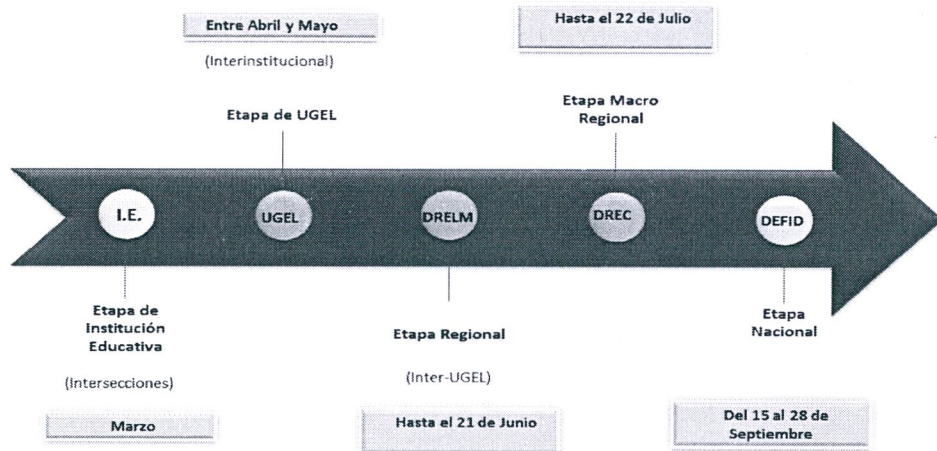 Entre Abril y Mayo
(Interinstitucional)
Etapa de UGEL
Hasta el 22 de Julio
Etapa Macro
Regional
I.E.
UGEL
DRELM
DREC
DEFID
Etapa de
Institución
Educativa
(Intersecciones)
Marzo
Etapa Regional
(Inter-UGEL)
Hasta el 21 de Junio
Etapa
Nacional
Del 15 al 28 de
Septiembre